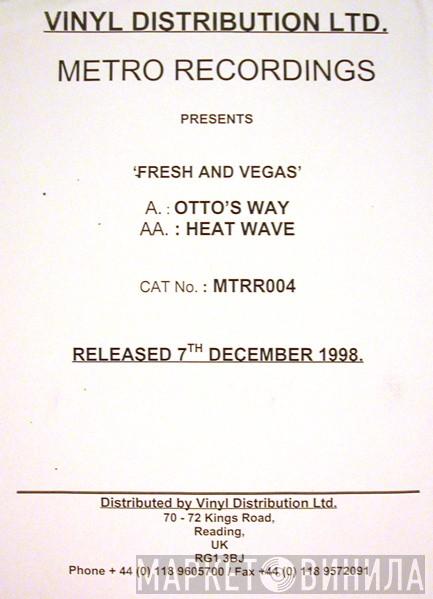 VINYL DISTRIBUTION LTD.
METRO RECORDINGS
PRESENTS
'FRESH AND VEGAS'
A. : OTTO'S WAY
AA. : HEAT WAVE
CAT No. : MTRR004
RELEASED 7TH DECEMBER 1998.
Distributed by Vinyl Distribution Ltd.
70 - 72 Kings Road,
Reading,
UK
RG1 3BJ
Phone + 44 (0) 118 9605700 / Fax +44 (0) 118 9572091
МАРКЕТ ВИНИЛА